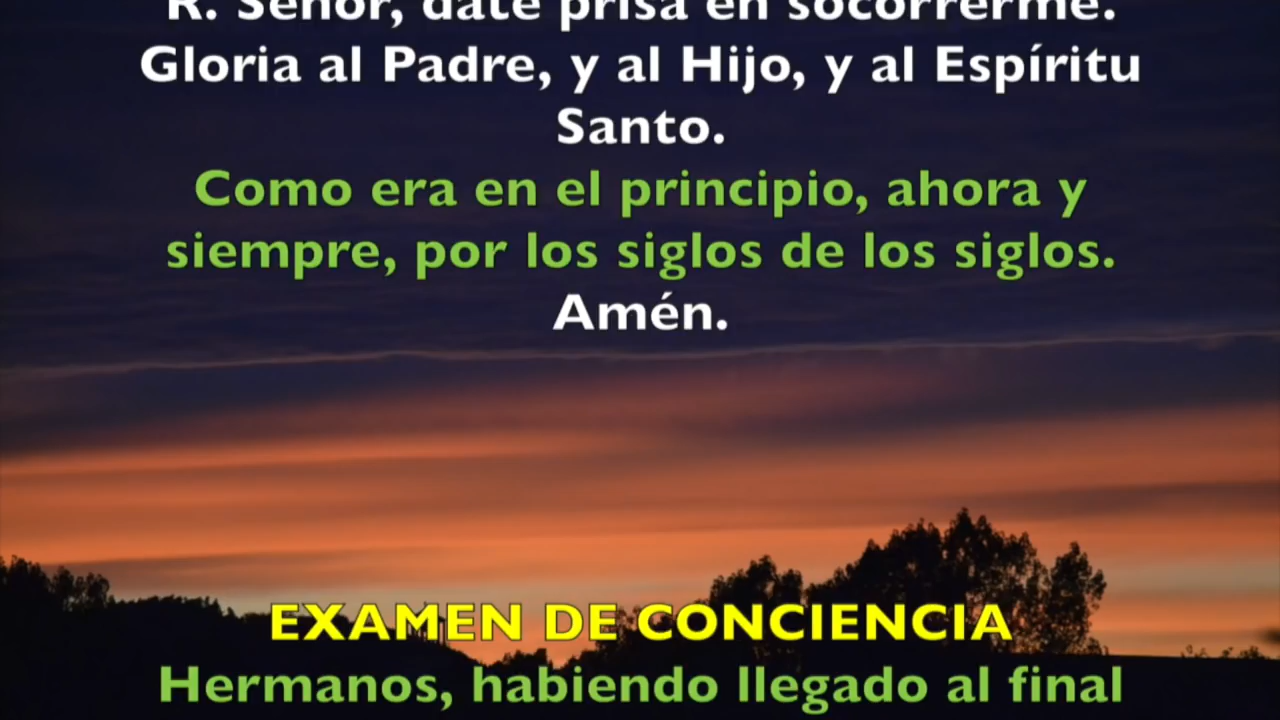 R. Señor, date prisa en socorrerme.
Gloria al Padre, y al Hijo, y al Espíritu
Santo.
Como era en el principio, ahora y
siempre, por los siglos de los siglos.
Amén.
EXAMEN DE CONCIENCIA
Hermanos, habiendo llegado al final